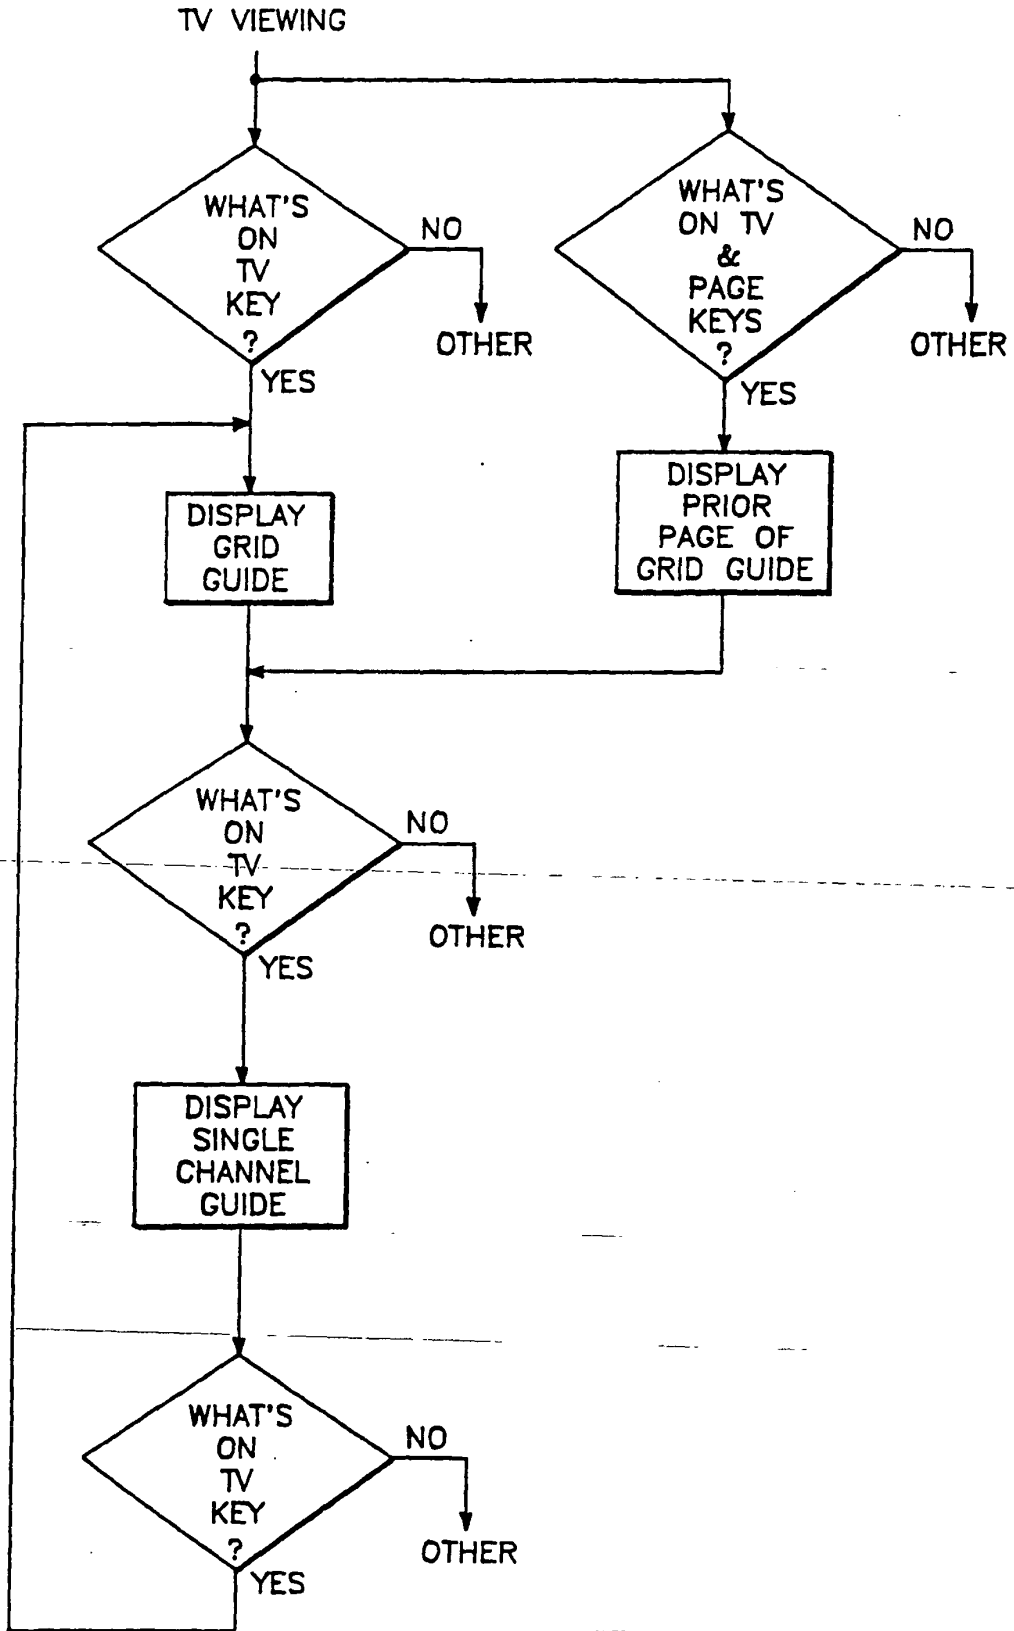 TV VIEWING
WHAT'S
ON
TV
KEY
?
NO
OTHER
YES
WHAT'S
ON TV
&
PAGE
KEYS
?
NO
OTHER
YES
DISPLAY
GRID
GUIDE
DISPLAY
PRIOR
PAGE OF
GRID GUIDE
WHAT'S
ON
TV
KEY
?
NO
OTHER
YES
DISPLAY
SINGLE
CHANNEL
GUIDE
WHAT'S
ON
TV
KEY
?
NO
OTHER
YES